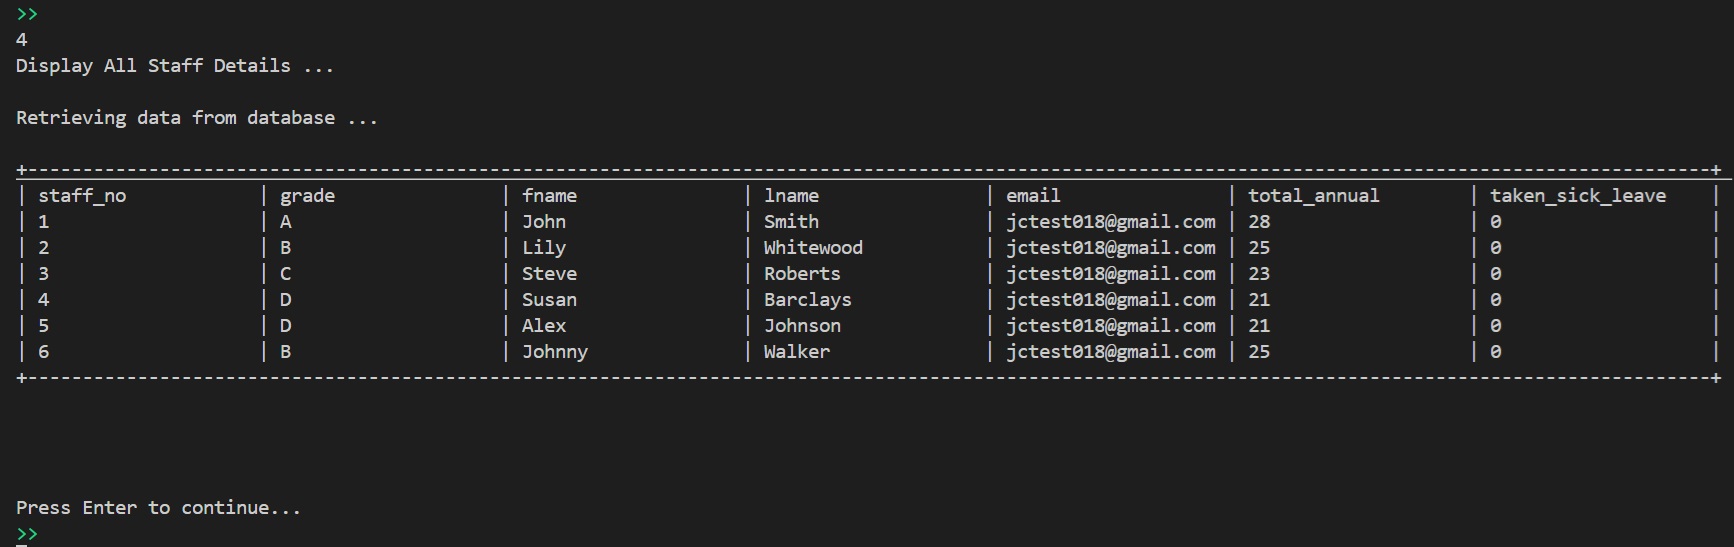 >>
4
Display All Staff Details ...
Retrieving data from database ...
+---------------------------------------------------------------------------------------------------------------------------------------------------------+
| staff_no            | grade               | fname               | lname               | email               | total_annual        | taken_sick_leave    |
| 1                   | A                   | John                | Smith               | jctest018@gmail.com | 28                  | 0                   |
| 2                   | B                   | Lily                | Whitewood           | jctest018@gmail.com | 25                  | 0                   |
| 3                   | C                   | Steve               | Roberts             | jctest018@gmail.com | 23                  | 0                   |
| 4                   | D                   | Susan               | Barclays            | jctest018@gmail.com | 21                  | 0                   |
| 5                   | D                   | Alex                | Johnson             | jctest018@gmail.com | 21                  | 0                   |
| 6                   | B                   | Johnny              | Walker              | jctest018@gmail.com | 25                  | 0                   |
+---------------------------------------------------------------------------------------------------------------------------------------------------------+
Press Enter to continue...
>>